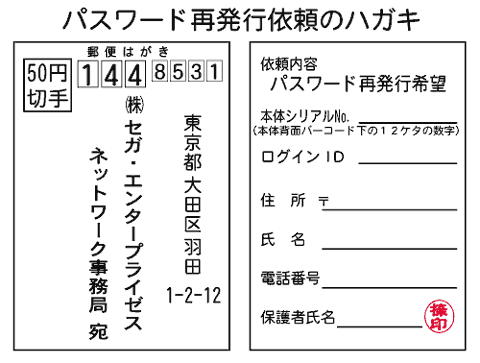 パスワード再発行依頼のハガキ
郵便はがき
50円
切手
1448531
東京都大田区羽田
1-2-12
㈱セガ・エンタープライゼス
ネットワーク事務局 宛
依頼内容
パスワード再発行希望
本体シリアルNo.
(本体背面バーコード下の12ケタの数字)
ログインID
住 所 〒
氏 名
電話番号
保護者氏名
捺印